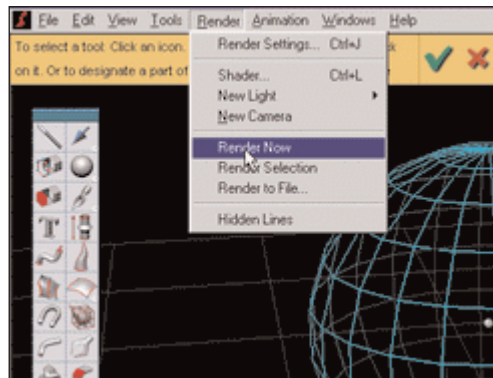 File Edit View Tools Render Animation Windows Help
To select a tool: Click an icon.
on it. Or to designate a part of
Render Settings... Ctrl+J
Shader... Ctrl+L
New Light
New Camera
Render Now
Render Selection
Render to File...
Hidden Lines